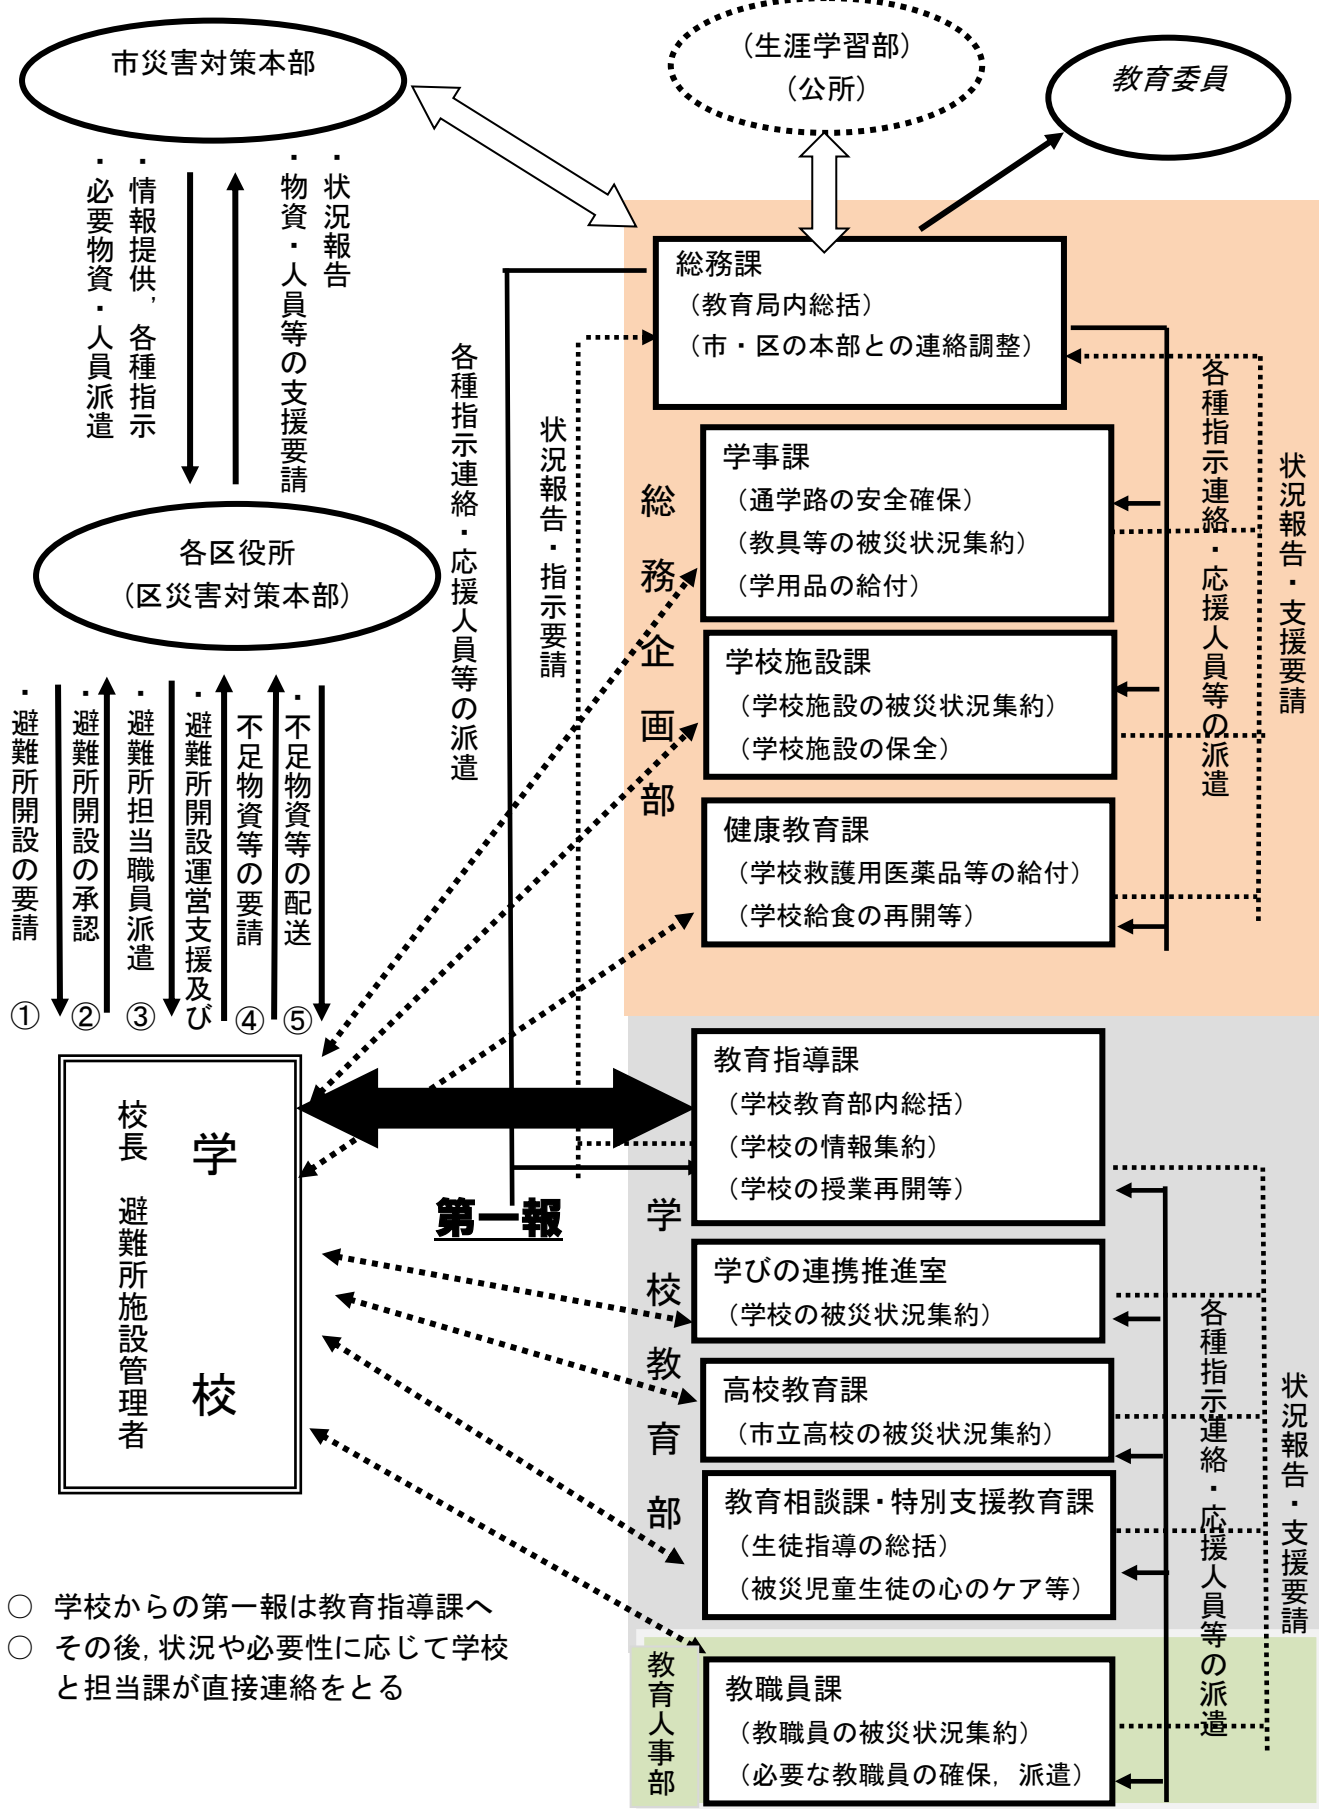 市災害対策本部
(生涯学習部)
(公所)
教育委員
・情報提供，各種指示
・必要物資・人員派遣
・状況報告
・物資・人員等の支援要請
各区役所
(区災害対策本部)
・避難所開設の要請
①
・避難所開設の承認
②
・避難所担当職員派遣
③
・避難所開設運営支援及び
不足物資等の要請
④
・不足物資等の配送
⑤
各種指示連絡・応援人員等の派遣
状況報告・指示要請
総務企画部
総務課
（教育局内総括）
（市・区の本部との連絡調整）
学事課
（通学路の安全確保）
（教具等の被災状況集約）
（学用品の給付）
学校施設課
（学校施設の被災状況集約）
（学校施設の保全）
健康教育課
（学校救護用医薬品等の給付）
（学校給食の再開等）
各種指示連絡・応援人員等の派遣
状況報告・支援要請
学校
校長　避難所施設管理者
第一報
学校教育部
教育指導課
（学校教育部内総括）
（学校の情報集約）
（学校の授業再開等）
学びの連携推進室
（学校の被災状況集約）
高校教育課
（市立高校の被災状況集約）
教育相談課・特別支援教育課
（生徒指導の総括）
（被災児童生徒の心のケア等）
各種指示連絡・応援人員等の派遣
状況報告・支援要請
教育人事部
教職員課
（教職員の被災状況集約）
（必要な教職員の確保，派遣）
○　学校からの第一報は教育指導課へ
○　その後，状況や必要性に応じて学校
と担当課が直接連絡をとる